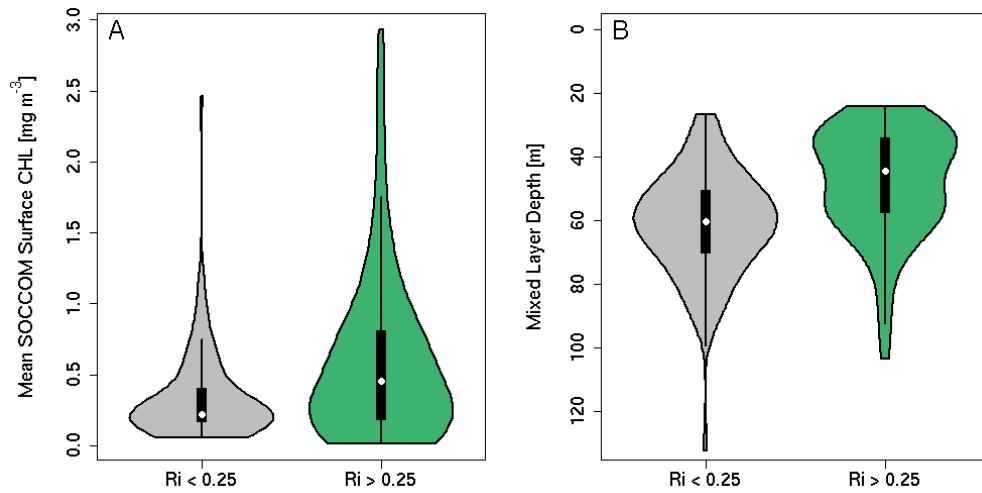 A
Mean SOCCOM Surface CHL [mg m⁻³]
3.0
2.5
2.0
1.5
1.0
0.5
0.0
Ri < 0.25
Ri > 0.25
B
Mixed Layer Depth [m]
0
20
40
60
80
100
120
Ri < 0.25
Ri > 0.25